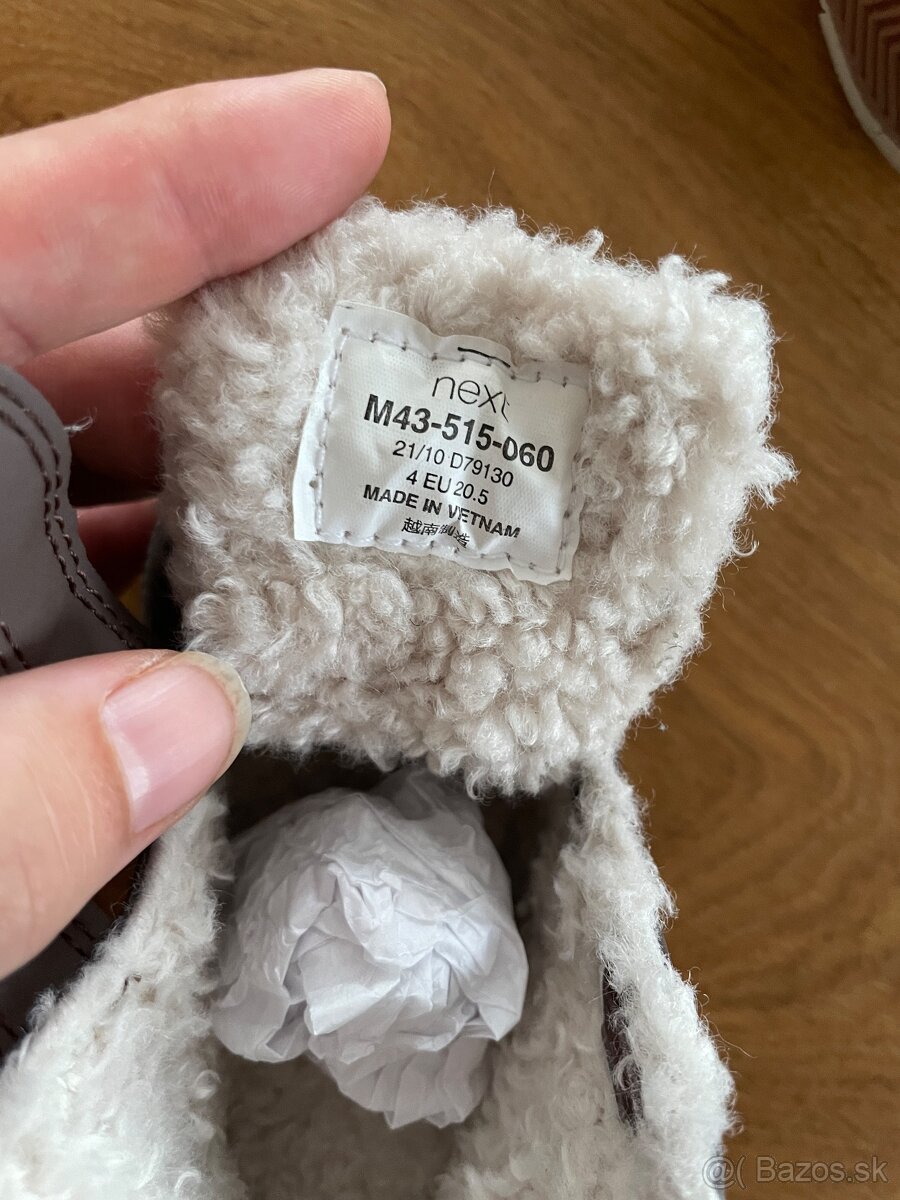 next
M43-515-060
21/10 D79130
4 EU 20.5
MADE IN VIETNAM
越南製造
@( Bazos.sk